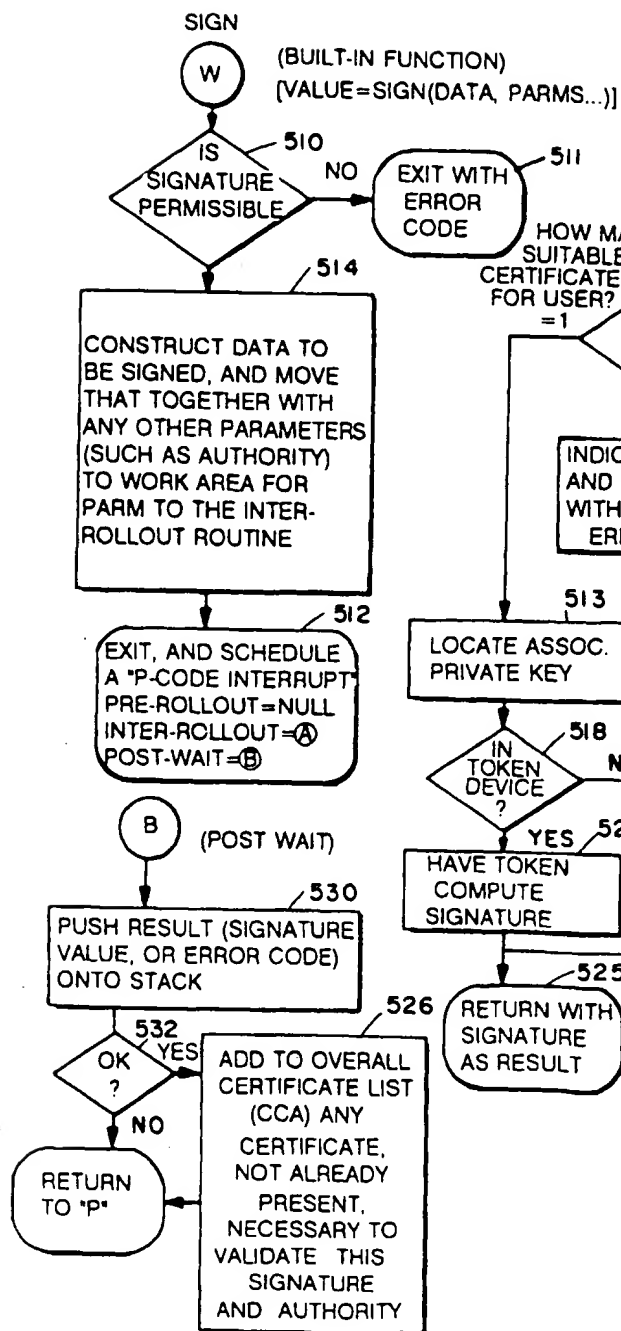 SIGN
W
(BUILT-IN FUNCTION)
[VALUE=SIGN(DATA, PARMS...)]
510
IS
SIGNATURE
PERMISSIBLE
NO
511
EXIT WITH
ERROR
CODE
514
CONSTRUCT DATA TO
BE SIGNED, AND MOVE
THAT TOGETHER WITH
ANY OTHER PARAMETERS
(SUCH AS AUTHORITY)
TO WORK AREA FOR
PARM TO THE INTER-
ROLLOUT ROUTINE
512
EXIT, AND SCHEDULE
A "P-CODE INTERRUPT"
PRE-ROLLOUT=NULL
INTER-ROLLOUT=A
POST-WAIT=B
B
(POST WAIT)
530
PUSH RESULT (SIGNATURE
VALUE, OR ERROR CODE)
ONTO STACK
532
OK
?
YES
NO
RETURN
TO "P"
526
ADD TO OVERALL
CERTIFICATE LIST
(CCA) ANY
CERTIFICATE,
NOT ALREADY
PRESENT,
NECESSARY TO
VALIDATE THIS
SIGNATURE
AND AUTHORITY
HOW
SUITABLE
CERTIFICATE
FOR USER?
=1
AND
513
LOCATE ASSOC.
PRIVATE KEY
518
IN
TOKEN
DEVICE
?
YES
HAVE TOKEN
COMPUTE
SIGNATURE
525
RETURN WITH
SIGNATURE
AS RESULT